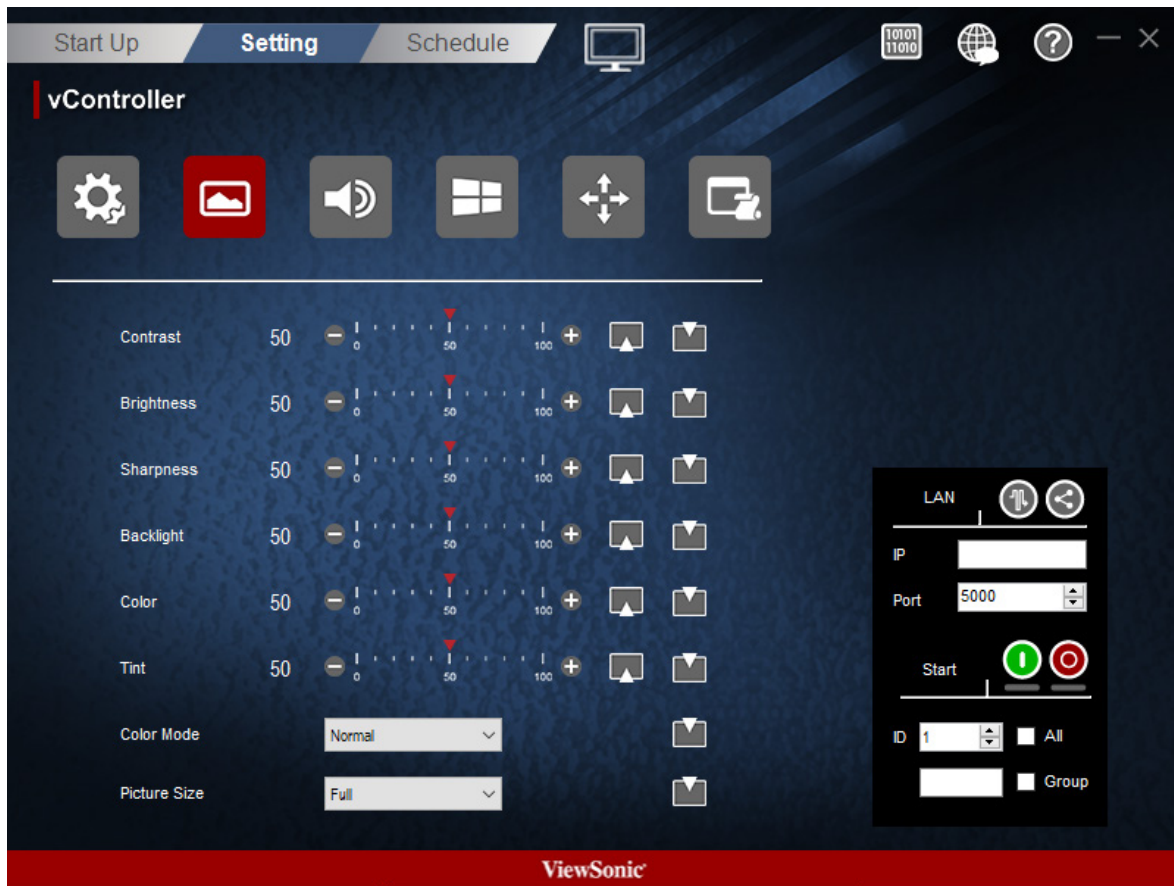 Start Up Setting Schedule
10101
11010
?
vController
Contrast 50 0 50 100
Brightness 50 0 50 100
Sharpness 50 0 50 100
Backlight 50 0 50 100
Color 50 0 50 100
Tint 50 0 50 100
Color Mode Normal
Picture Size Full
LAN
IP
Port 5000
Start
ID 1 All
Group
ViewSonic